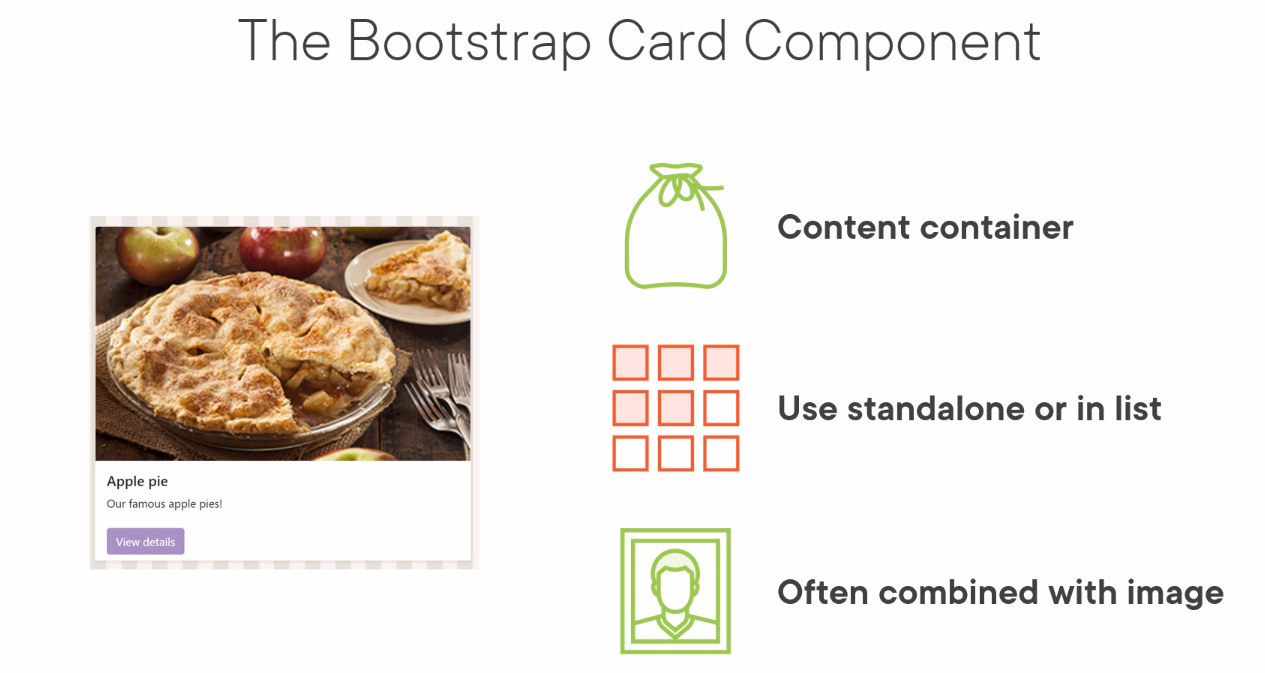 The Bootstrap Card Component
Content container
Use standalone or in list
Often combined with image
Apple pie
Our famous apple pies!
View details